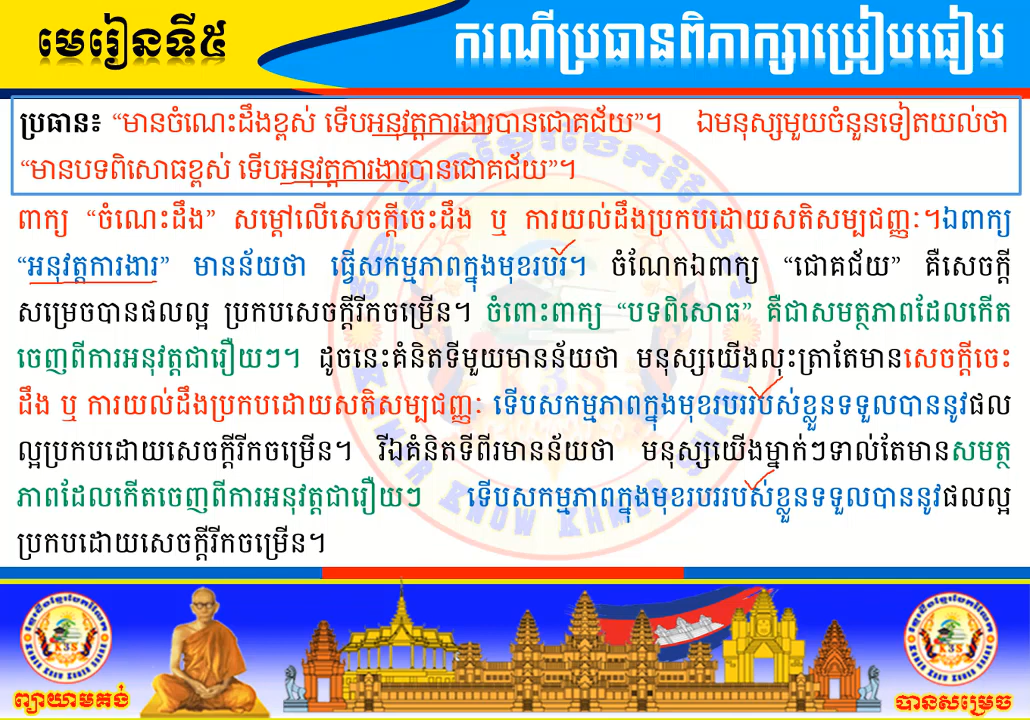 មេរៀនទី៥
ករណីប្រធានពិភាក្សាប្រៀបធៀប
ប្រធាន៖ “មានចំណេះដឹងខ្ពស់ ទើបអនុវត្តការងារបានជោគជ័យ”។ ឯមនុស្សមួយចំនួនទៀតយល់ថា
“មានបទពិសោធខ្ពស់ ទើបអនុវត្តការងារបានជោគជ័យ”។
ពាក្យ “ចំណេះដឹង” សម្តៅលើសេចក្តីចេះដឹង ឬ ការយល់ដឹងប្រកបដោយសតិសម្បជញ្ញៈ។ឯពាក្យ
“អនុវត្តការងារ” មានន័យថា ធ្វើសកម្មភាពក្នុងមុខរបរ។ ចំណែកឯពាក្យ “ជោគជ័យ” គឺសេចក្តី
សម្រេចបានផលល្អ ប្រកបសេចក្តីរីកចម្រើន។ ចំពោះពាក្យ “បទពិសោធ” គឺជាសមត្ថភាពដែលកើត
ចេញពីការអនុវត្តជារឿយៗ។ ដូចនេះគំនិតទីមួយមានន័យថា មនុស្សយើងលុះត្រាតែមានសេចក្តីចេះ
ដឹង ឬ ការយល់ដឹងប្រកបដោយសតិសម្បជញ្ញៈ ទើបសកម្មភាពក្នុងមុខរបររបស់ខ្លួនទទួលបាននូវផល
ល្អប្រកបដោយសេចក្តីរីកចម្រើន។ រីឯគំនិតទីពីរមានន័យថា មនុស្សយើងម្នាក់ៗទាល់តែមានសមត្ថ
ភាពដែលកើតចេញពីការអនុវត្តជារឿយៗ ទើបសកម្មភាពក្នុងមុខរបររបស់ខ្លួនទទួលបាននូវផលល្អ
ប្រកបដោយសេចក្តីរីកចម្រើន។
K3S
KHMER KNOW KHMER SHARE
ព្យាយាមគង់
បានសម្រេច